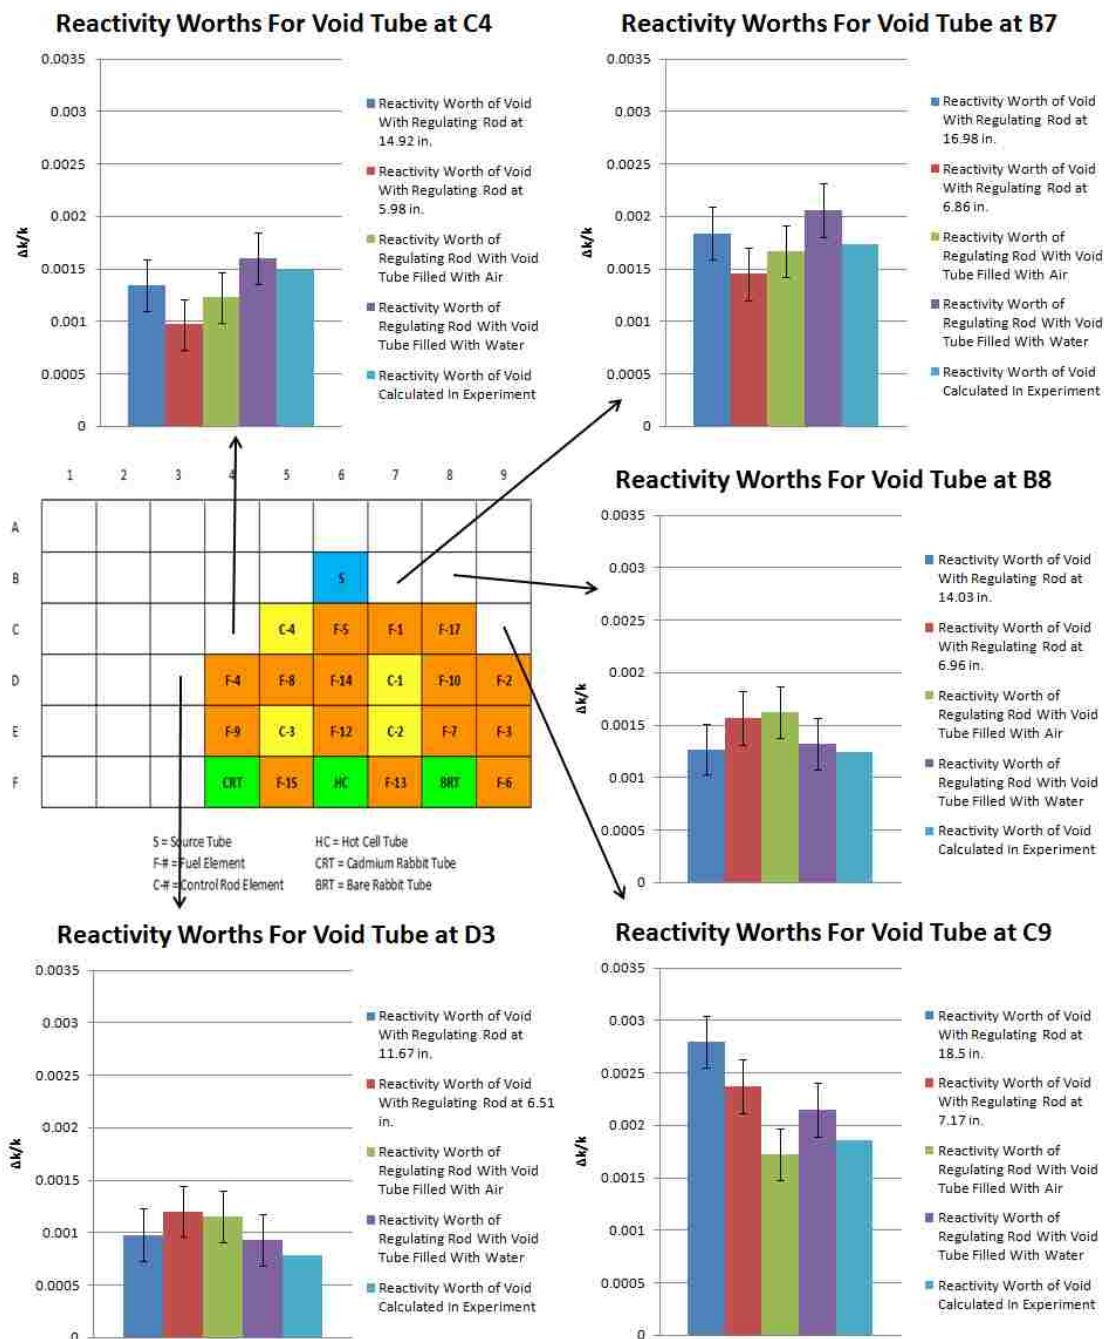 Reactivity Worths For Void Tube at C4
0.0035
0.003
0.0025
0.002
0.0015
0.001
0.0005
0
Δk/k
Reactivity Worth of Void
With Regulating Rod at
14.92 in.
Reactivity Worth of Void
With Regulating Rod at
5.98 in.
Reactivity Worth of
Regulating Rod With Void
Tube Filled With Air
Reactivity Worth of
Regulating Rod With Void
Tube Filled With Water
Reactivity Worth of Void
Calculated In Experiment
Reactivity Worths For Void Tube at B7
0.0035
0.003
0.0025
0.002
0.0015
0.001
0.0005
0
Δk/k
Reactivity Worth of Void
With Regulating Rod at
16.98 in.
Reactivity Worth of Void
With Regulating Rod at
6.86 in.
Reactivity Worth of
Regulating Rod With Void
Tube Filled With Air
Reactivity Worth of
Regulating Rod With Void
Tube Filled With Water
Reactivity Worth of Void
Calculated In Experiment
1 2 3 4 5 6 7 8 9
A
B S
C C-4 F-5 F-1 F-17
D F-4 F-8 F-14 C-1 F-10 F-2
E F-9 C-3 F-12 C-2 F-7 F-3
F CRT F-15 HC F-13 BRT F-6
S = Source Tube HC = Hot Cell Tube
F-# = Fuel Element CRT = Cadmium Rabbit Tube
C-# = Control Rod Element BRT = Bare Rabbit Tube
Reactivity Worths For Void Tube at B8
0.0035
0.003
0.0025
0.002
0.0015
0.001
0.0005
0
Δk/k
Reactivity Worth of Void
With Regulating Rod at
14.03 in.
Reactivity Worth of Void
With Regulating Rod at
6.96 in.
Reactivity Worth of
Regulating Rod With Void
Tube Filled With Air
Reactivity Worth of
Regulating Rod With Void
Tube Filled With Water
Reactivity Worth of Void
Calculated In Experiment
Reactivity Worths For Void Tube at D3
0.0035
0.003
0.0025
0.002
0.0015
0.001
0.0005
0
Δk/k
Reactivity Worth of Void
With Regulating Rod at
11.67 in.
Reactivity Worth of Void
With Regulating Rod at 6.51
in.
Reactivity Worth of
Regulating Rod With Void
Tube Filled With Air
Reactivity Worth of
Regulating Rod With Void
Tube Filled With Water
Reactivity Worth of Void
Calculated In Experiment
Reactivity Worths For Void Tube at C9
0.0035
0.003
0.0025
0.002
0.0015
0.001
0.0005
0
Δk/k
Reactivity Worth of Void
With Regulating Rod at
18.5 in.
Reactivity Worth of Void
With Regulating Rod at
7.17 in.
Reactivity Worth of
Regulating Rod With Void
Tube Filled With Air
Reactivity Worth of
Regulating Rod With Void
Tube Filled With Water
Reactivity Worth of Void
Calculated In Experiment